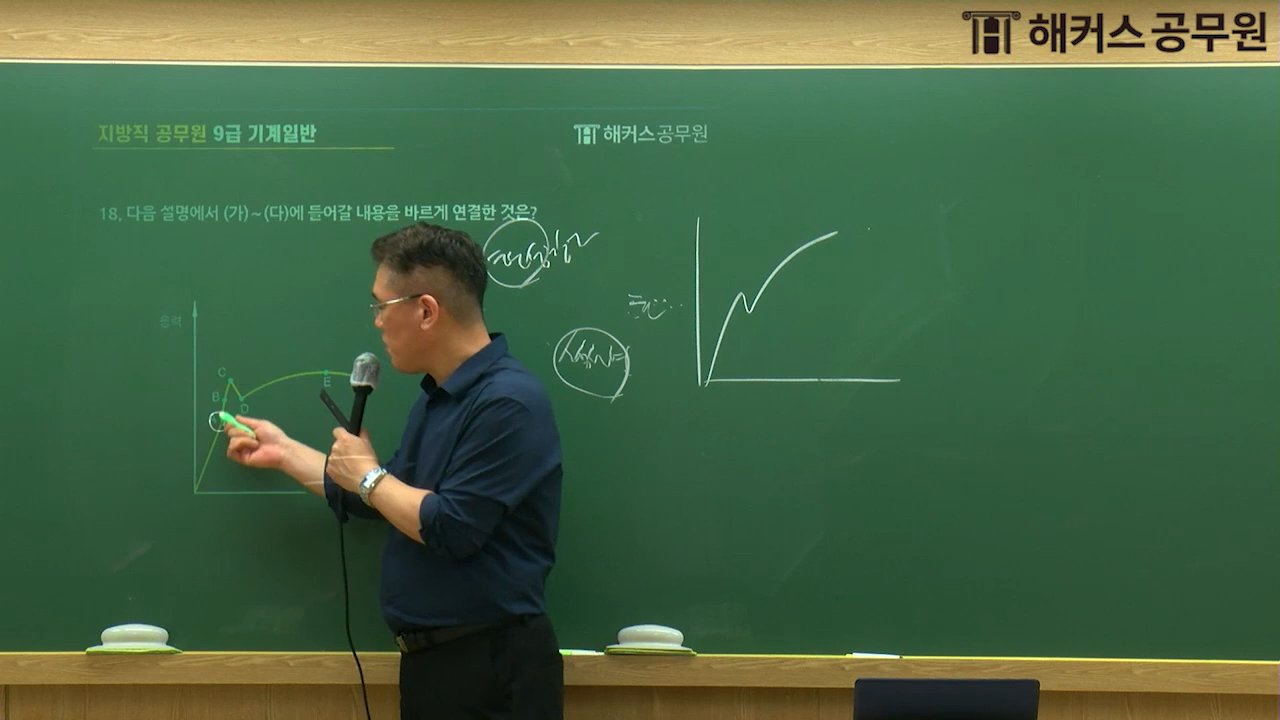 해커스공무원
지방직 공무원 9급 기계일반
해커스공무원
18. 다음 설명에서 (가)~(다)에 들어갈 내용을 바르게 연결한 것은?
응력
C
B
D
E